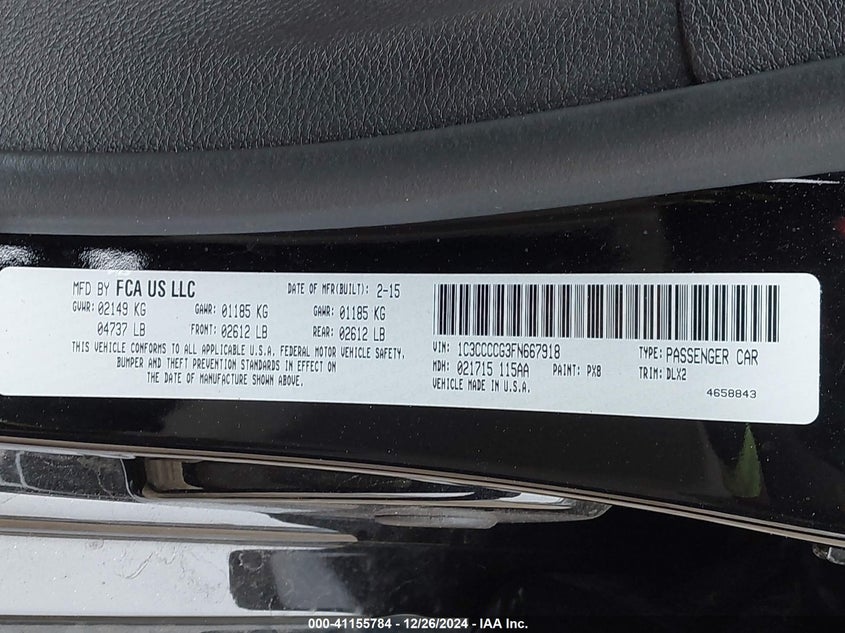 MFD BY FCA US LLC DATE OF MFR(BUILT): 2-15
GVWR: 02149 KG GAWR: 01185 KG GAWR: 01185 KG
04737 LB FRONT: 02612 LB REAR: 02612 LB
THIS VEHICLE CONFORMS TO ALL APPLICABLE U.S.A. FEDERAL MOTOR VEHICLE SAFETY,
BUMPER AND THEFT PREVENTION STANDARDS IN EFFECT ON
THE DATE OF MANUFACTURE SHOWN ABOVE.
VIN: 1C3CCCCG3FN667918 TYPE: PASSENGER CAR
MDH: 021715 115AA PAINT: PX8 TRIM: DLX2
VEHICLE MADE IN U.S.A.
4658843
000-41155784 - 12/26/2024 - IAA Inc.